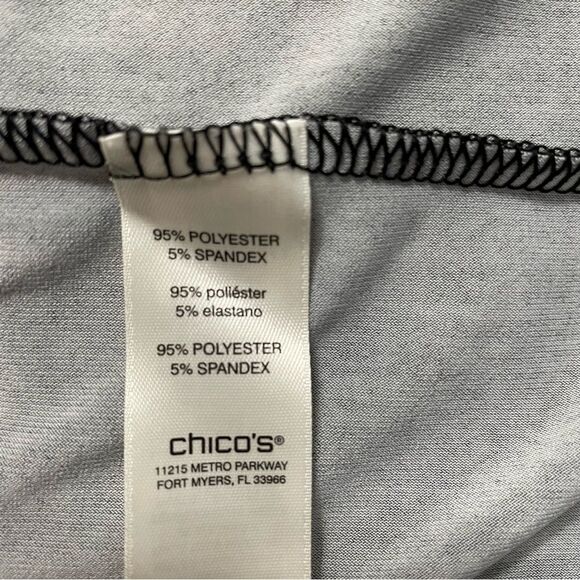 95% POLYESTER
5% SPANDEX
95% poliéster
5% elastano
95% POLYESTER
5% SPANDEX
chico's®
11215 METRO PARKWAY
FORT MYERS, FL 33966